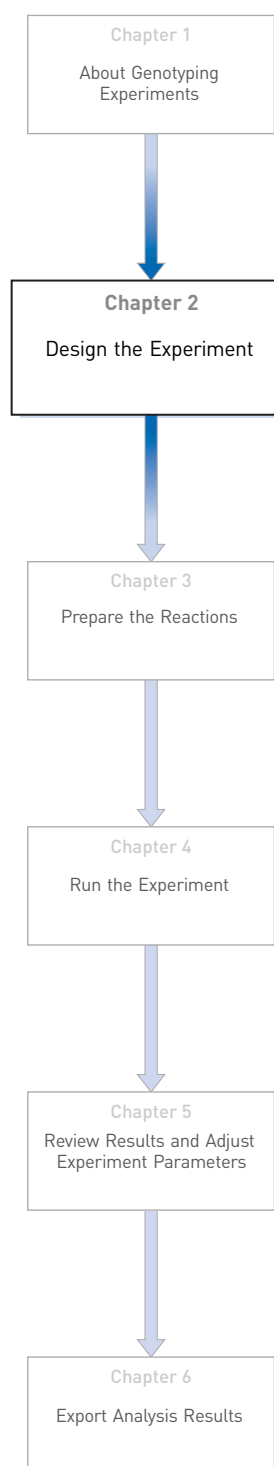 Chapter 1
About Genotyping
Experiments
Chapter 2
Design the Experiment
Chapter 3
Prepare the Reactions
Chapter 4
Run the Experiment
Chapter 5
Review Results and Adjust
Experiment Parameters
Chapter 6
Export Analysis Results